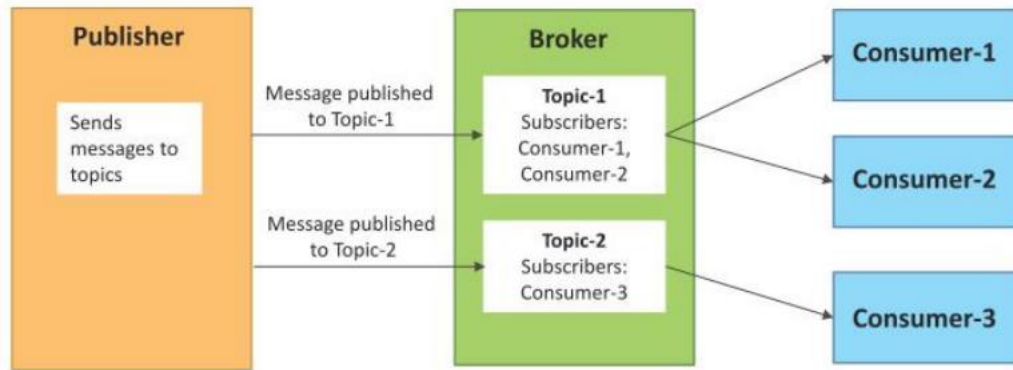 Publisher
Sends
messages to
topics
Message published
to Topic-1
Message published
to Topic-2
Broker
Topic-1
Subscribers:
Consumer-1,
Consumer-2
Topic-2
Subscribers:
Consumer-3
Consumer-1
Consumer-2
Consumer-3